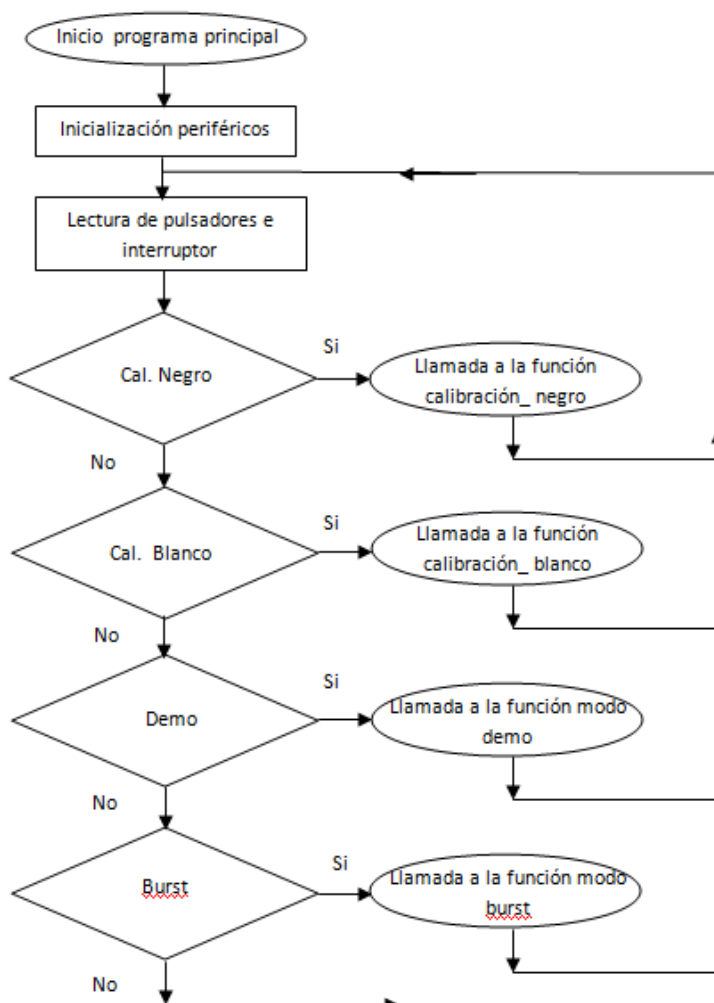 Inicio programa principal
Inicialización periféricos
Lectura de pulsadores e
interruptor
Cal. Negro
Si
Llamada a la función
calibración_ negro
No
Cal. Blanco
Si
Llamada a la función
calibración_ blanco
No
Demo
Si
Llamada a la función modo
demo
No
Burst
Si
Llamada a la función modo
burst
No